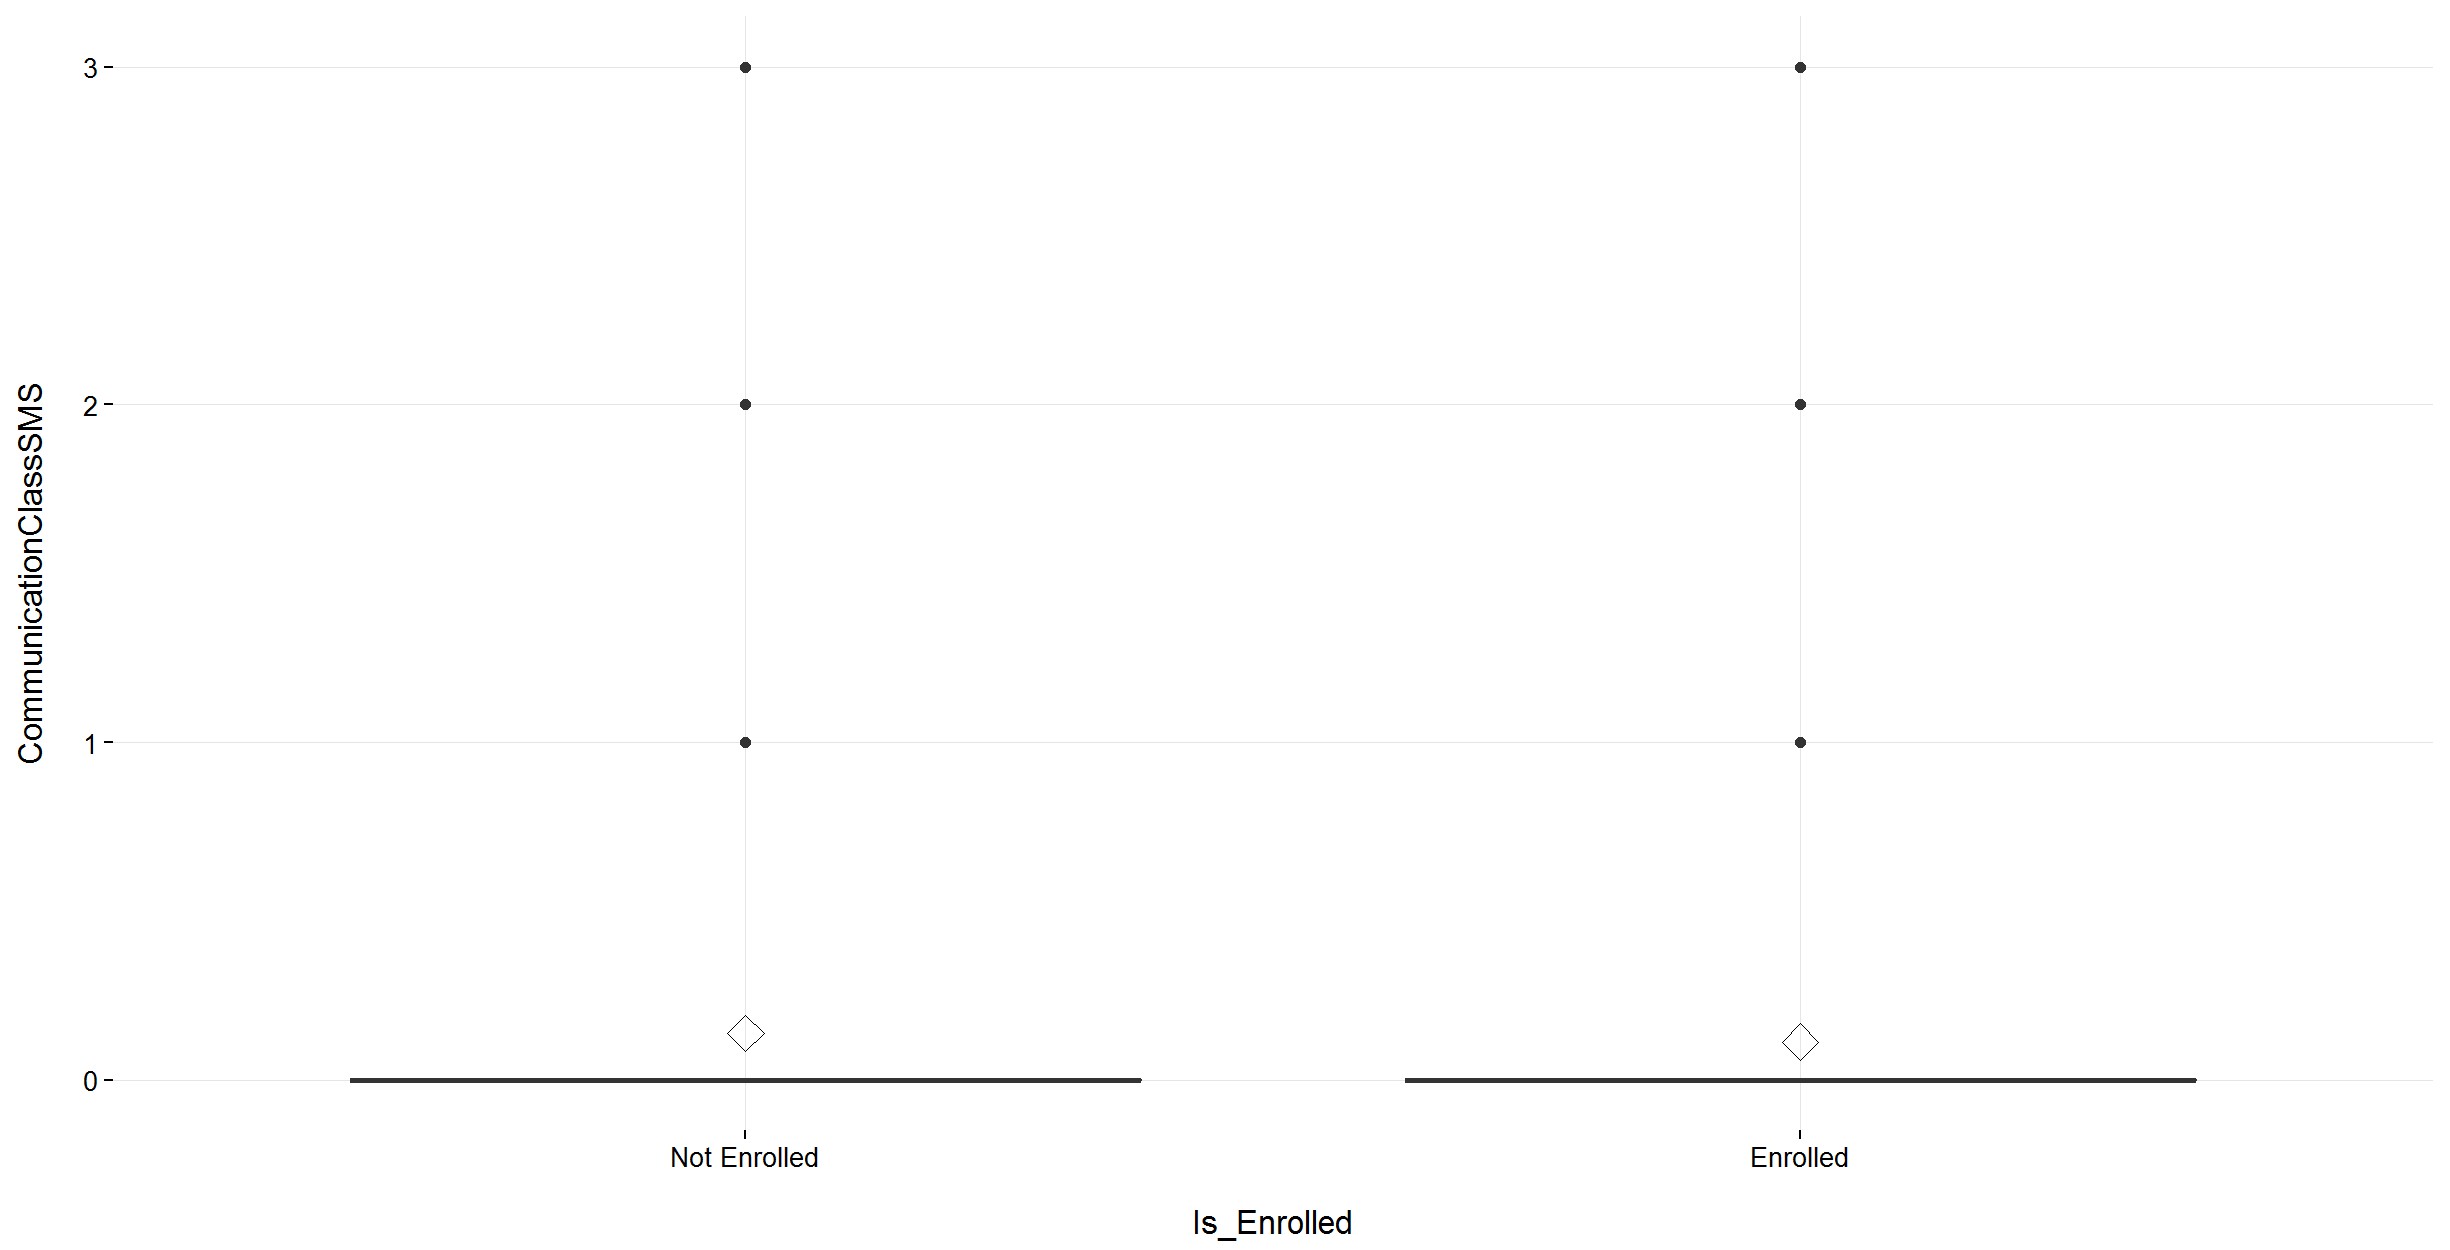 CommunicationClassSMS
3
2
1
0
Not Enrolled
Enrolled
Is_Enrolled